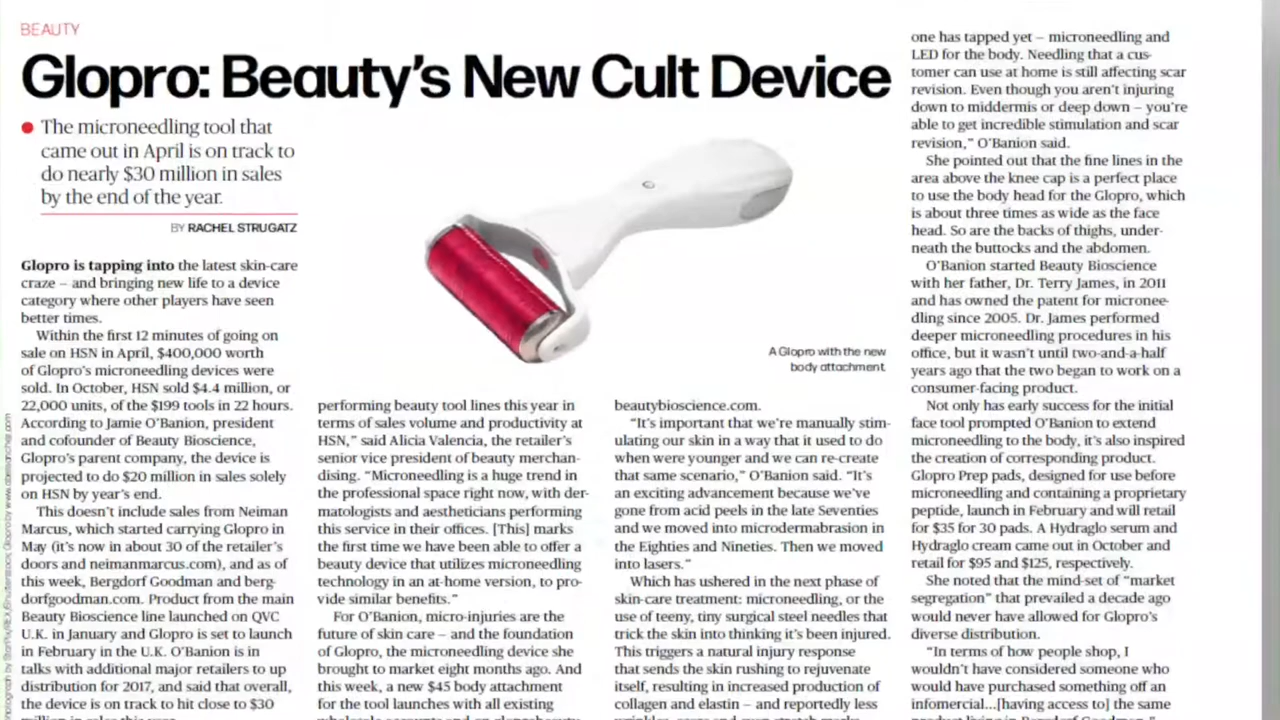 BEAUTY
Glopro: Beauty's New Cult Device
The microneedling tool that
came out in April is on track to
do nearly $30 million in sales
by the end of the year.
BY RACHEL STRUGATZ
Glopro is tapping into the latest skin-care
craze – and bringing new life to a device
category where other players have seen
better times.
Within the first 12 minutes of going on
sale on HSN in April, $400,000 worth
of Glopro's microneedling devices were
sold. In October, HSN sold $4.4 million, or
22,000 units, of the $199 tools in 22 hours.
According to Jamie O'Banion, president
and cofounder of Beauty Bioscience,
Glopro's parent company, the device is
projected to do $20 million in sales solely
on HSN by year's end.
This doesn't include sales from Neiman
Marcus, which started carrying Glopro in
May (it's now in about 30 of the retailer's
doors and neimanmarcus.com), and as of
this week, Bergdorf Goodman and berg-
dorfgoodman.com. Product from the main
Beauty Bioscience line launched on QVC
U.K. in January and Glopro is set to launch
in February in the U.K. O'Banion is in
talks with additional major retailers to up
distribution for 2017, and said that overall,
the device is on track to hit close to $30
million in sales this year.
A Glopro with the new
body attachment.
performing beauty tool lines this year in
terms of sales volume and productivity at
HSN," said Alicia Valencia, the retailer's
senior vice president of beauty merchan-
dising. "Microneedling is a huge trend in
the professional space right now, with der-
matologists and aestheticians performing
this service in their offices. [This] marks
the first time we have been able to offer a
beauty device that utilizes microneedling
technology in an at-home version, to pro-
vide similar benefits."
For O'Banion, micro-injuries are the
future of skin care – and the foundation
of Glopro, the microneedling device she
brought to market eight months ago. And
this week, a new $45 body attachment
for the tool launches with all existing
beautybioscience.com.
"It's important that we're manually stim-
ulating our skin in a way that it used to do
when were younger and we can re-create
that same scenario," O'Banion said. "It's
an exciting advancement because we've
gone from acid peels in the late Seventies
and we moved into microdermabrasion in
the Eighties and Nineties. Then we moved
into lasers."
Which has ushered in the next phase of
skin-care treatment: microneedling, or the
use of teeny, tiny surgical steel needles that
trick the skin into thinking it's been injured.
This triggers a natural injury response
that sends the skin rushing to rejuvenate
itself, resulting in increased production of
collagen and elastin – and reportedly less
one has tapped yet – microneedling and
LED for the body. Needling that a cus-
tomer can use at home is still affecting scar
revision. Even though you aren't injuring
down to middermis or deep down – you're
able to get incredible stimulation and scar
revision," O'Banion said.
She pointed out that the fine lines in the
area above the knee cap is a perfect place
to use the body head for the Glopro, which
is about three times as wide as the face
head. So are the backs of thighs, under-
neath the buttocks and the abdomen.
O'Banion started Beauty Bioscience
with her father, Dr. Terry James, in 2011
and has owned the patent for micronee-
dling since 2005. Dr. James performed
deeper microneedling procedures in his
office, but it wasn't until two-and-a-half
years ago that the two began to work on a
consumer-facing product.
Not only has early success for the initial
face tool prompted O'Banion to extend
microneedling to the body, it's also inspired
the creation of corresponding product.
Glopro Prep pads, designed for use before
microneedling and containing a proprietary
peptide, launch in February and will retail
for $35 for 30 pads. A Hydraglo serum and
Hydraglo cream came out in October and
retail for $95 and $125, respectively.
She noted that the mind-set of "market
segregation" that prevailed a decade ago
would never have allowed for Glopro's
diverse distribution.
"In terms of how people shop, I
wouldn't have considered someone who
would have purchased something off an
infomercial...[having access to] the same